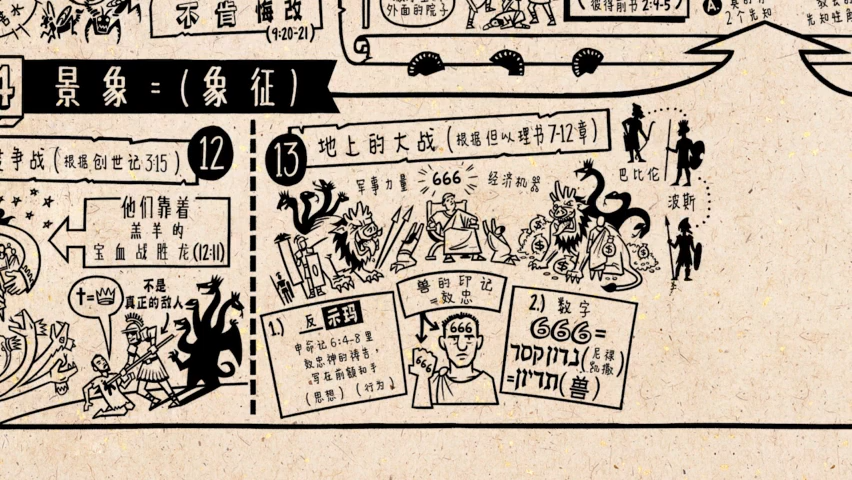 不肯悔改
(9:20-21)
外面的院子
(彼得前书 2:4-5)
A
2个先知
4
景象=(象征)
争战(根据创世记3:15)
12
他们靠着
羔羊的
宝血战胜龙(12:11)
不是
真正的敌人
13
地上的大战(根据但以理书7-12章)
军事力量
666
经济机器
巴比伦
波斯
兽的印记
=效忠
1.)
反示玛
申命记6:4-8里
效忠神的祷告,
写在前额和手
(思想)(行为)
666
666
2.) 数字
666=
נרון קסר(尼禄
凯撒)
=תריון(兽)